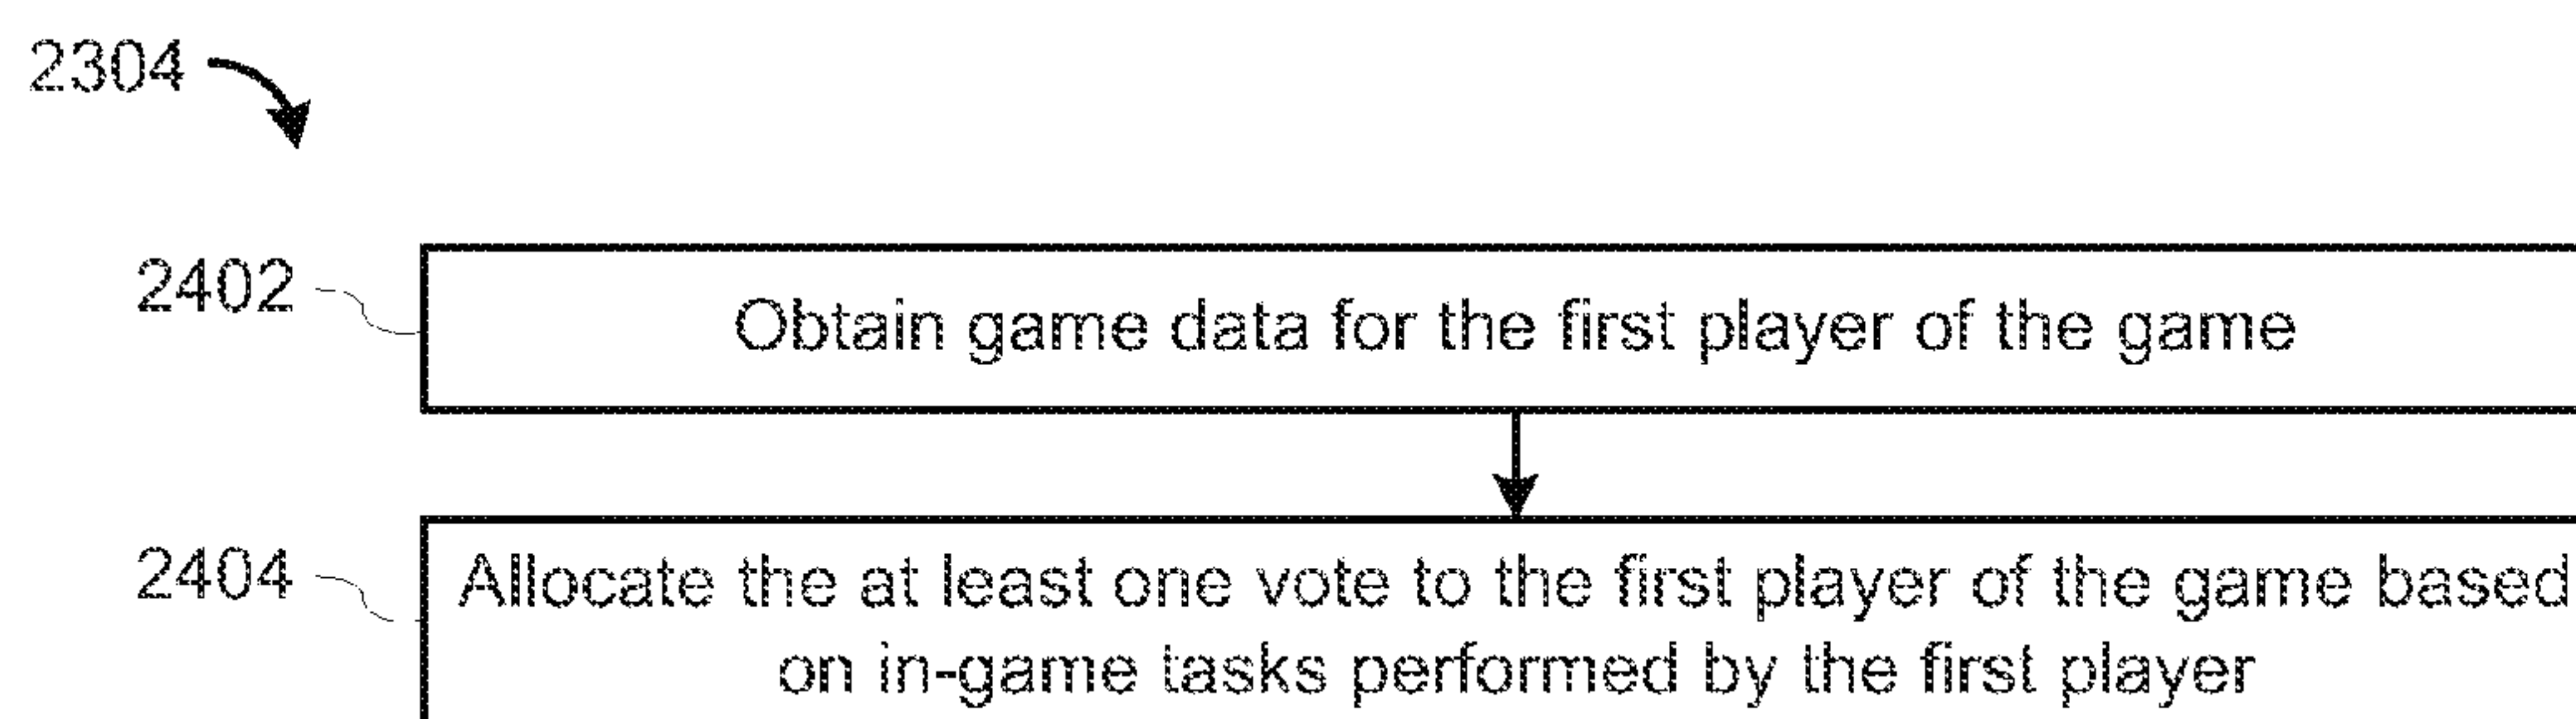 2304
2402
Obtain game data for the first player of the game
2404
Allocate the at least one vote to the first player of the game based
on in-game tasks performed by the first player